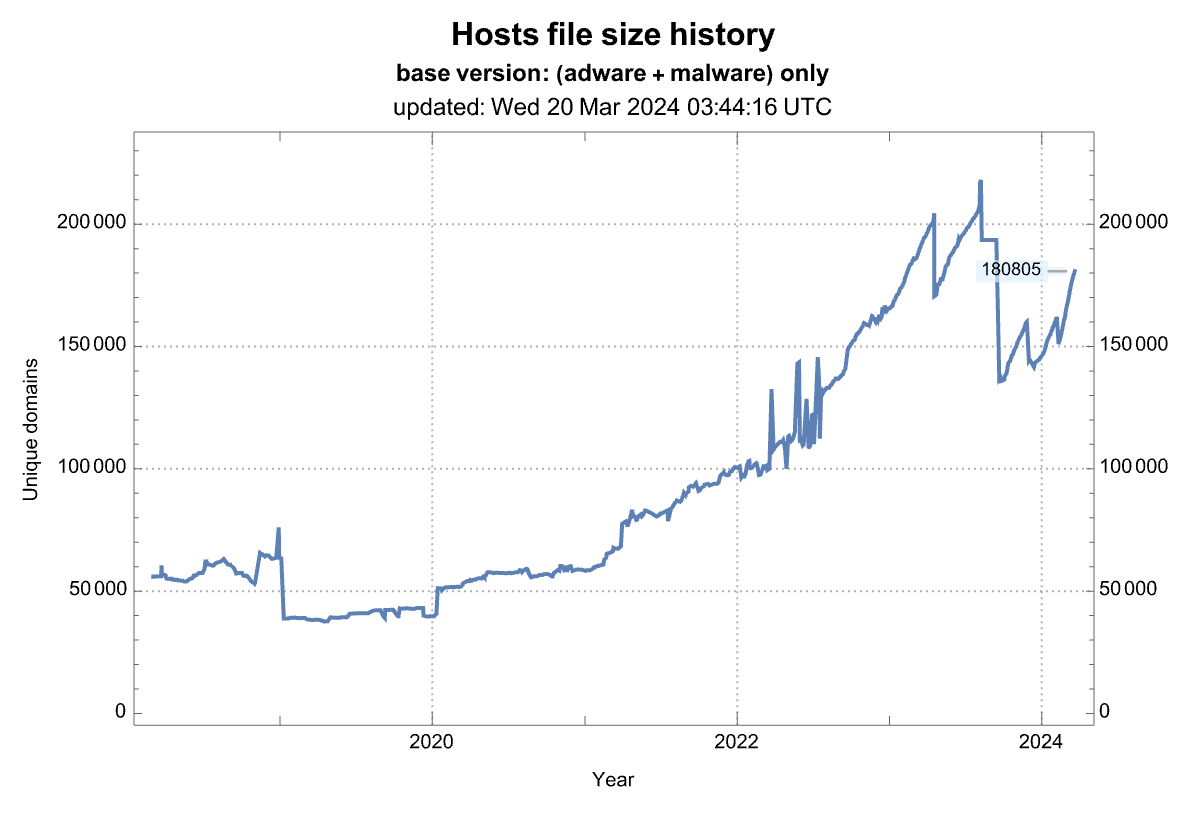 Hosts file size history
base version: (adware + malware) only
updated: Wed 20 Mar 2024 03:44:16 UTC
200 000 200 000
180805
150 000 150 000
Unique domains
100 000 100 000
50 000 50 000
0 0
2020 2022 2024
Year